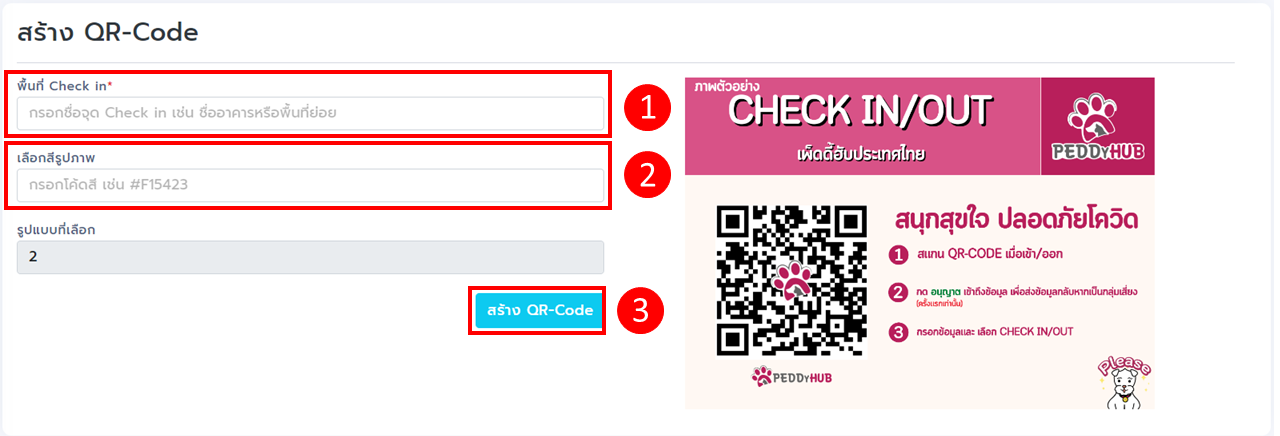 สร้าง QR-Code
พื้นที่ Check in*
กรอกชื่อจุด Check in เช่น ชื่ออาคารหรือพื้นที่ย่อย
1
เลือกสีรูปภาพ
กรอกโค้ดสี เช่น #F15423
2
รูปแบบที่เลือก
2
สร้าง QR-Code
3
ภาพตัวอย่าง
CHECK IN/OUT
เพ็ดดี้ฮับประเทศไทย
PEDDyHUB
สนุกสุขใจ ปลอดภัยโควิด
1 สแกน QR-CODE เมื่อเข้า/ออก
2 กด อนุญาต เข้าถึงข้อมูล เพื่อส่งข้อมูลกลับหากเป็นกลุ่มเสี่ยง
(ครั้งแรกเท่านั้น)
3 กรอกข้อมูลและ เลือก CHECK IN/OUT
PEDDyHUB
Please